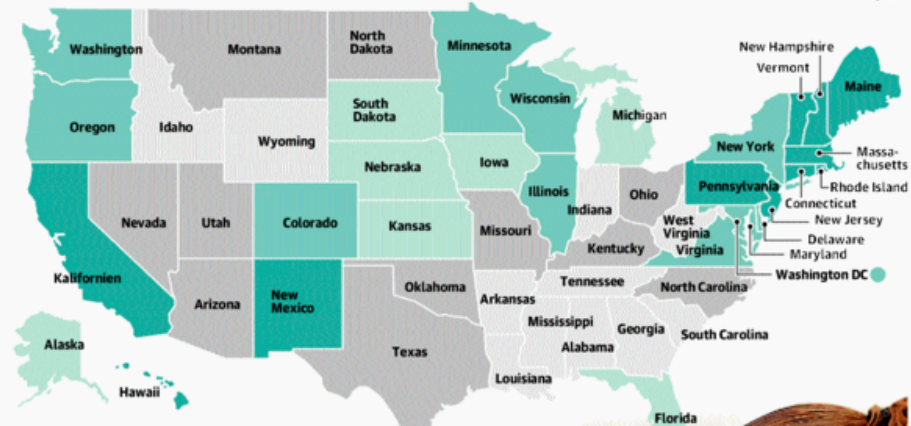 Washington
Montana
North
Dakota
Minnesota
New Hampshire
Vermont
Maine
Oregon
Idaho
Wyoming
South
Dakota
Wisconsin
Michigan
New York
Massa-
chusetts
Nebraska
Iowa
Illinois
Indiana
Ohio
Pennsylvania
Rhode Island
Connecticut
New Jersey
Delaware
Maryland
Washington DC
Nevada
Utah
Colorado
Kansas
Missouri
Kentucky
West
Virginia
Virginia
Kalifornien
Arizona
New
Mexico
Oklahoma
Arkansas
Tennessee
North Carolina
Texas
Mississippi
Alabama
Georgia
South Carolina
Louisiana
Alaska
Hawaii
Florida